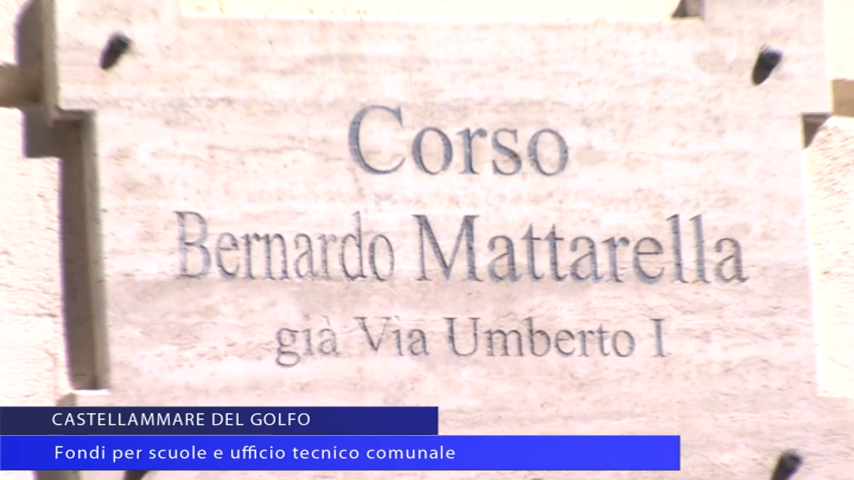 Corso
Bernardo Mattarella
già Via Umberto I
CASTELLAMMARE DEL GOLFO
Fondi per scuole e ufficio tecnico comunale